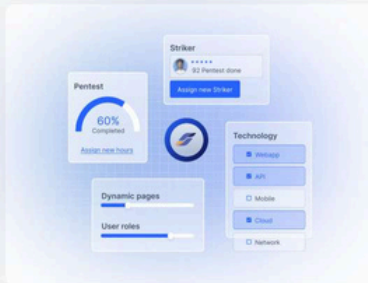 Striker
92 Pentest done
Assign new Striker
Pentest
60%
Completed
Assign new hours
Technology
Webapp
API
Mobile
Cloud
Network
Dynamic pages
User roles